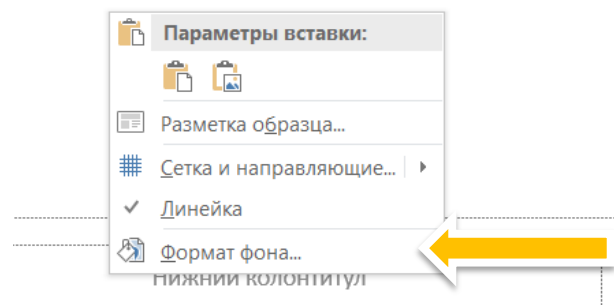 Параметры вставки:
Разметка образца...
Сетка и направляющие...
Линейка
Формат фона...
Нижний колонтитул